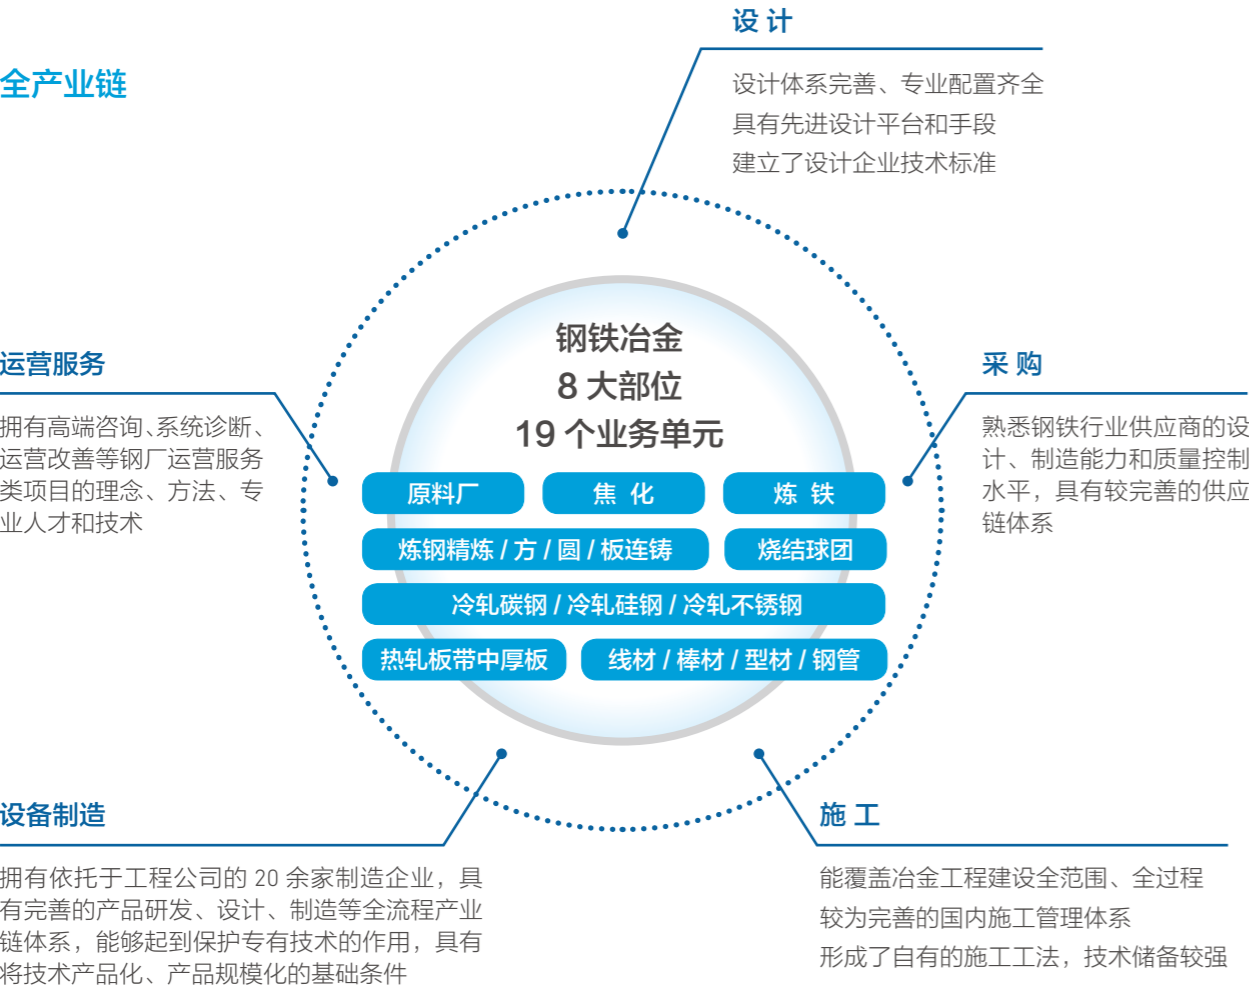 全产业链
设 计
设计体系完善、专业配置齐全
具有先进设计平台和手段
建立了设计企业技术标准
运营服务
拥有高端咨询、系统诊断、
运营改善等钢厂运营服务
类项目的理念、方法、专
业人才和技术
钢铁冶金
8 大部位
19 个业务单元
原料厂
焦 化
炼 铁
炼钢精炼 / 方 / 圆 / 板连铸
烧结球团
冷轧碳钢 / 冷轧硅钢 / 冷轧不锈钢
热轧板带中厚板
线材 / 棒材 / 型材 / 钢管
采 购
熟悉钢铁行业供应商的设
计、制造能力和质量控制
水平，具有较完善的供应
链体系
设备制造
拥有依托于工程公司的 20 余家制造企业，具
有完善的产品研发、设计、制造等全流程产业
链体系，能够起到保护专有技术的作用，具有
将技术产品化、产品规模化的基础条件
施 工
能覆盖冶金工程建设全范围、全过程
较为完善的国内施工管理体系
形成了自有的施工工法，技术储备较强